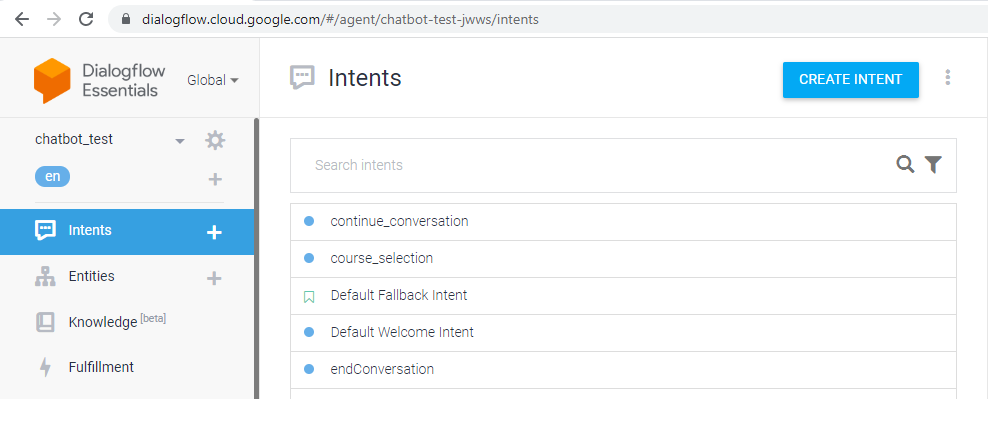 dialogflow.cloud.google.com/#/agent/chatbot-test-jwws/intents
Dialogflow
Essentials
Global
Intents
CREATE INTENT
chatbot_test
en
Search intents
Intents
Entities
Knowledge [beta]
Fulfillment
continue_conversation
course_selection
Default Fallback Intent
Default Welcome Intent
endConversation